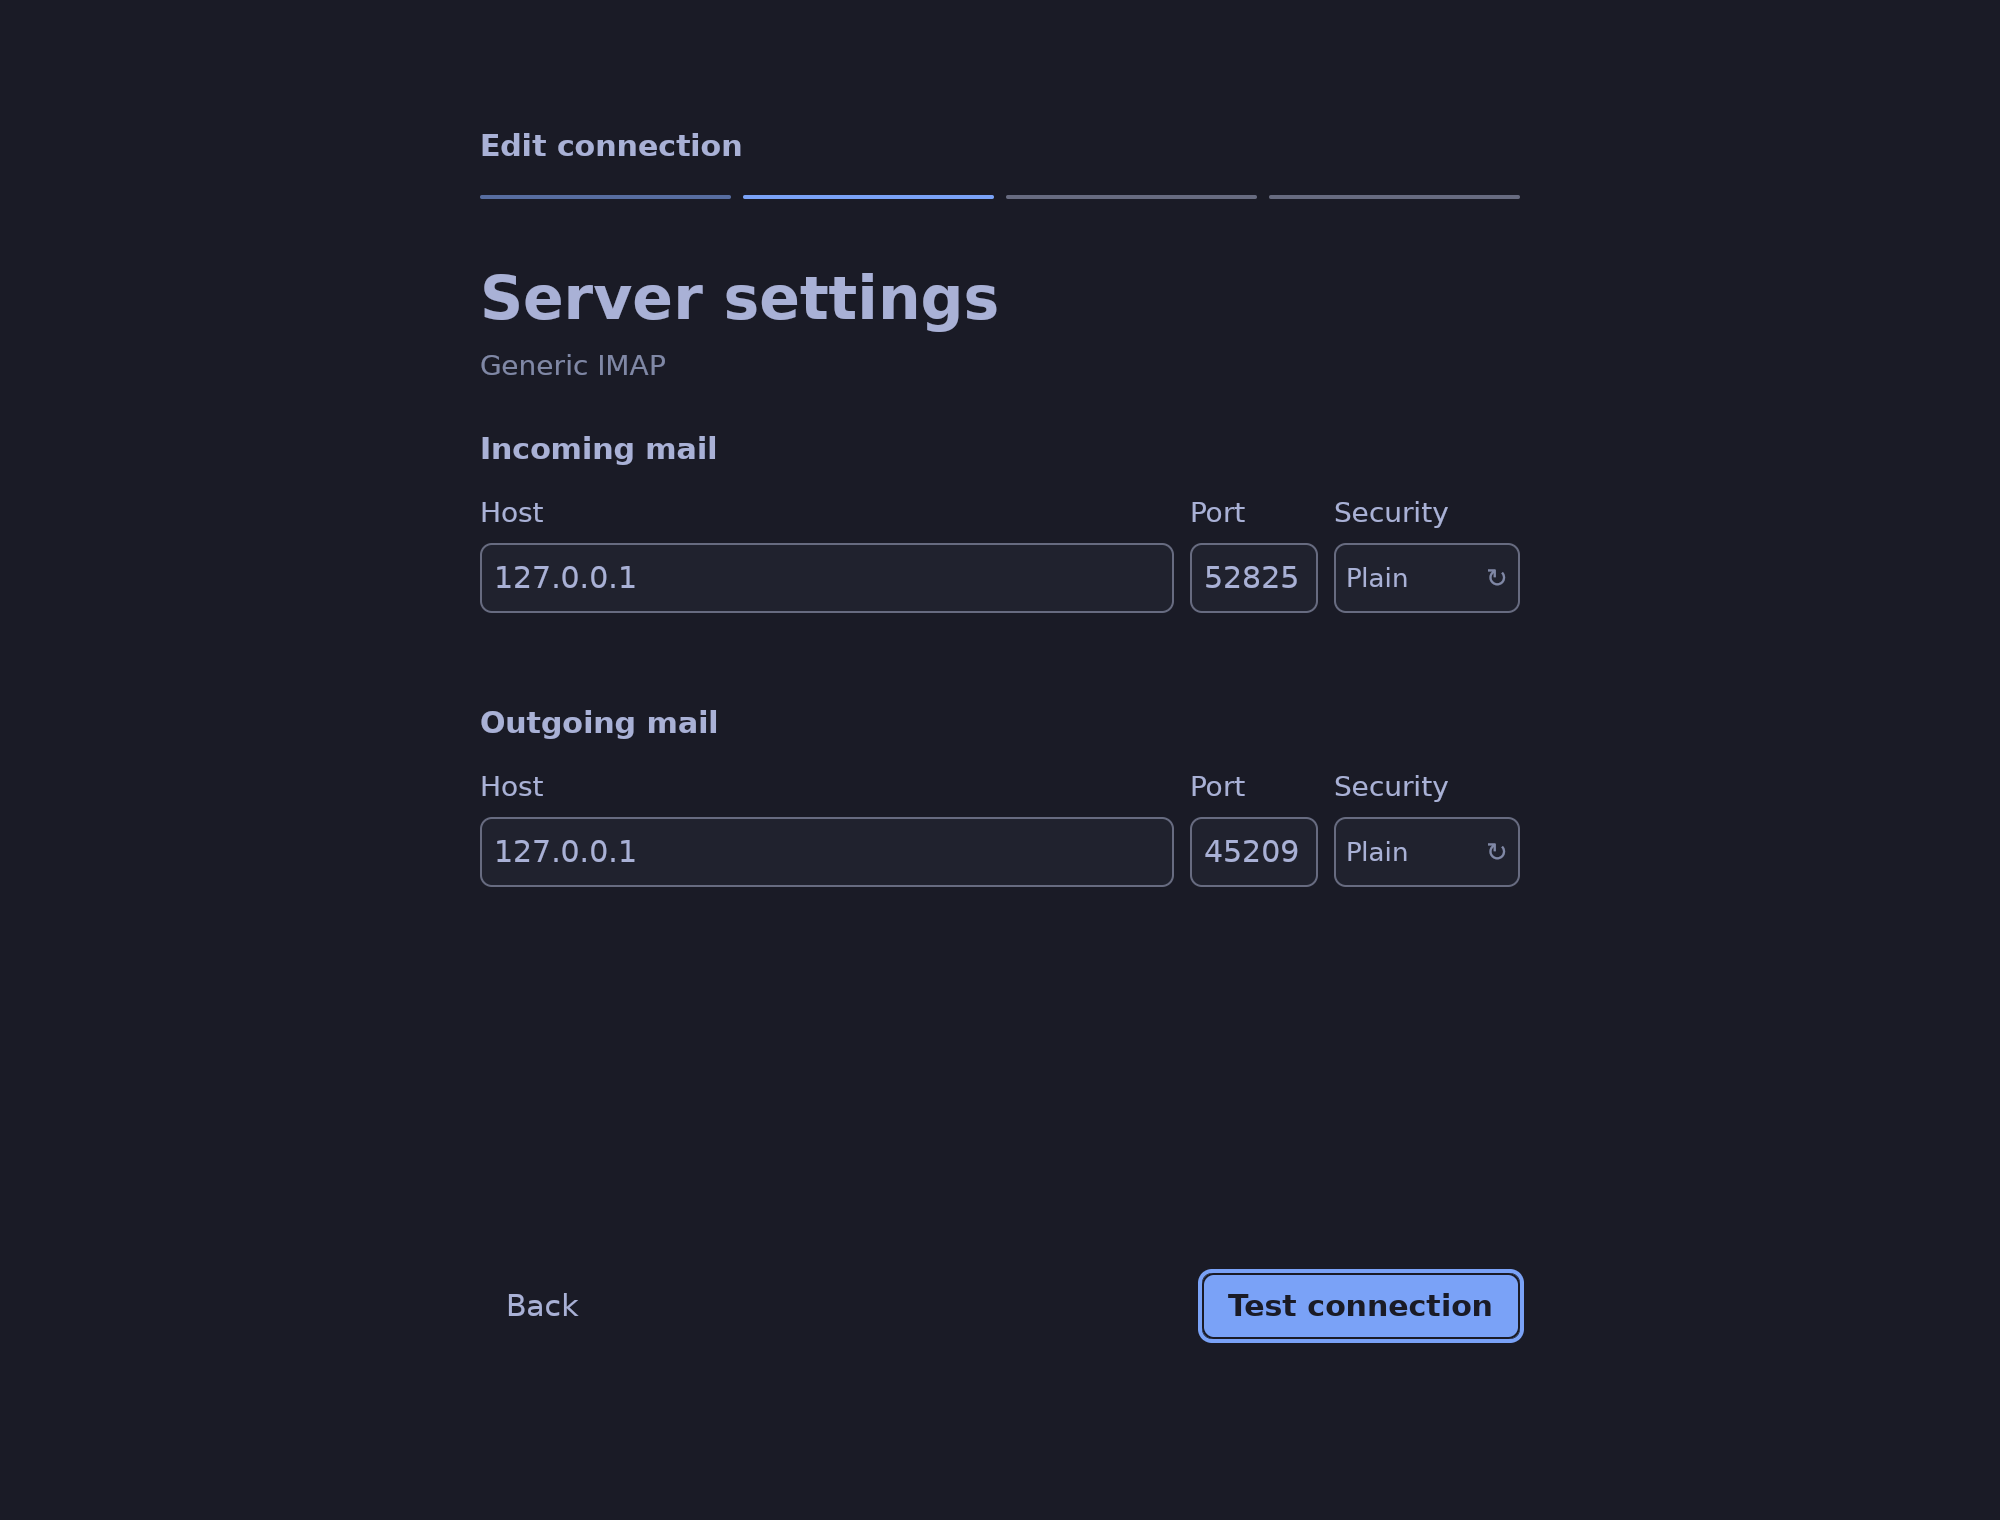 Edit connection
Server settings
Generic IMAP
Incoming mail
Host Port Security
127.0.0.1 52825 Plain ↻
Outgoing mail
Host Port Security
127.0.0.1 45209 Plain ↻
Back Test connection